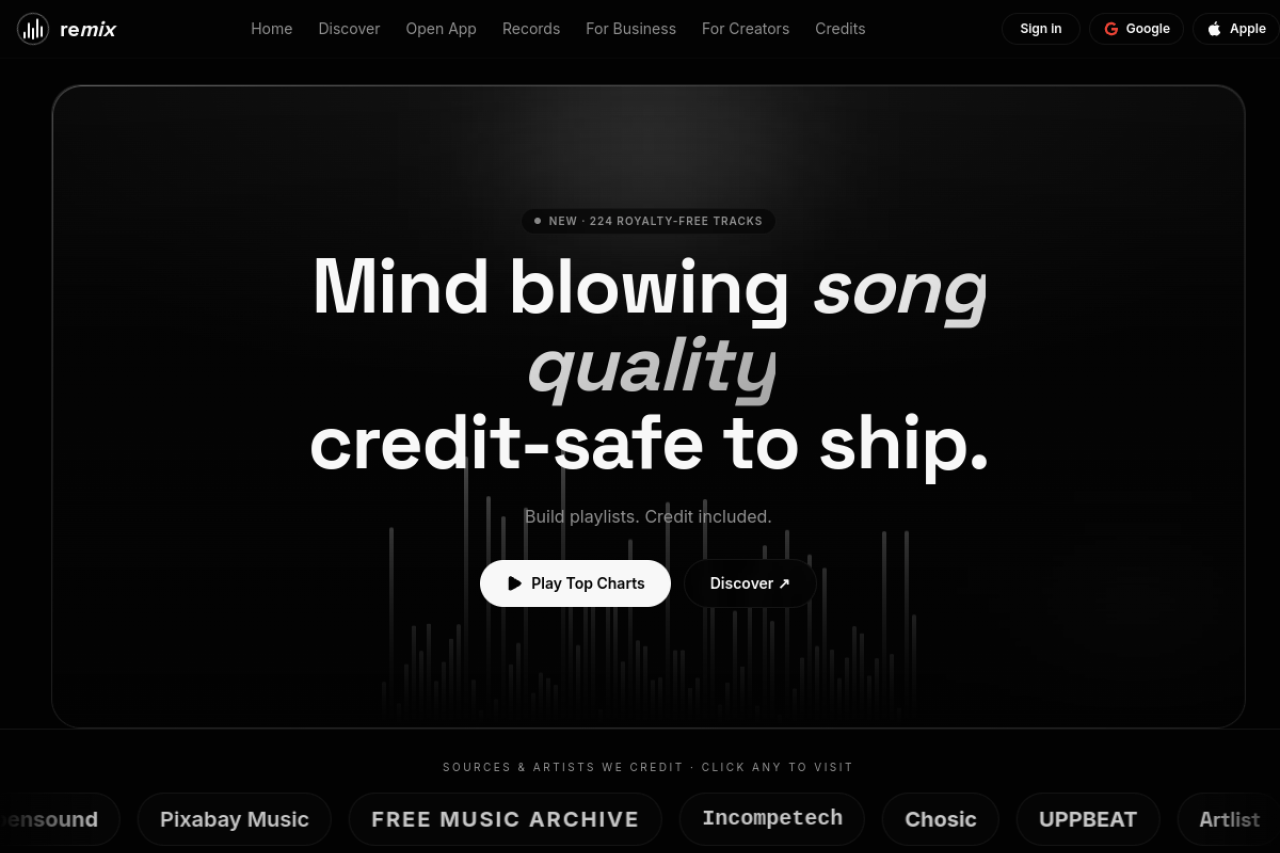 remix
Home Discover Open App Records For Business For Creators Credits
Sign in Google Apple
NEW · 224 ROYALTY-FREE TRACKS
Mind blowing song
quality
credit-safe to ship.
Build playlists. Credit included.
Play Top Charts Discover ↗
SOURCES & ARTISTS WE CREDIT · CLICK ANY TO VISIT
ensound Pixabay Music FREE MUSIC ARCHIVE Incompetech Chosic UPPBEAT Artlist